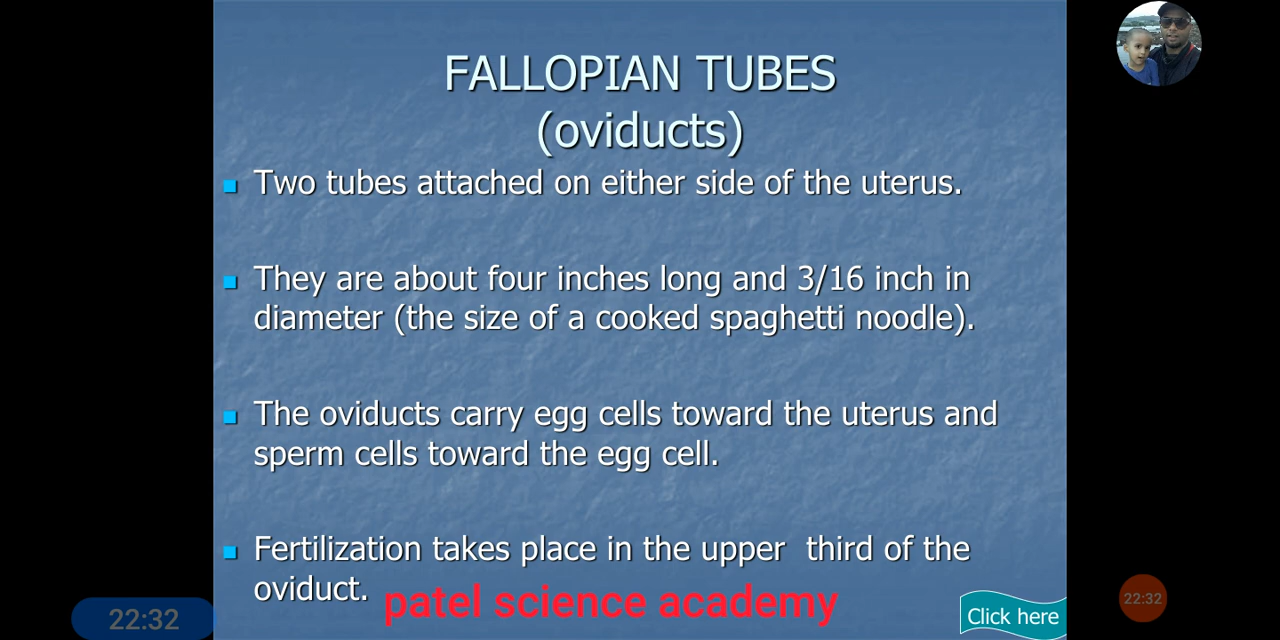 FALLOPIAN TUBES
(oviducts)
Two tubes attached on either side of the uterus.
They are about four inches long and 3/16 inch in
diameter (the size of a cooked spaghetti noodle).
The oviducts carry egg cells toward the uterus and
sperm cells toward the egg cell.
Fertilization takes place in the upper third of the
oviduct.
patel science academy
22:32
22:32
Click here